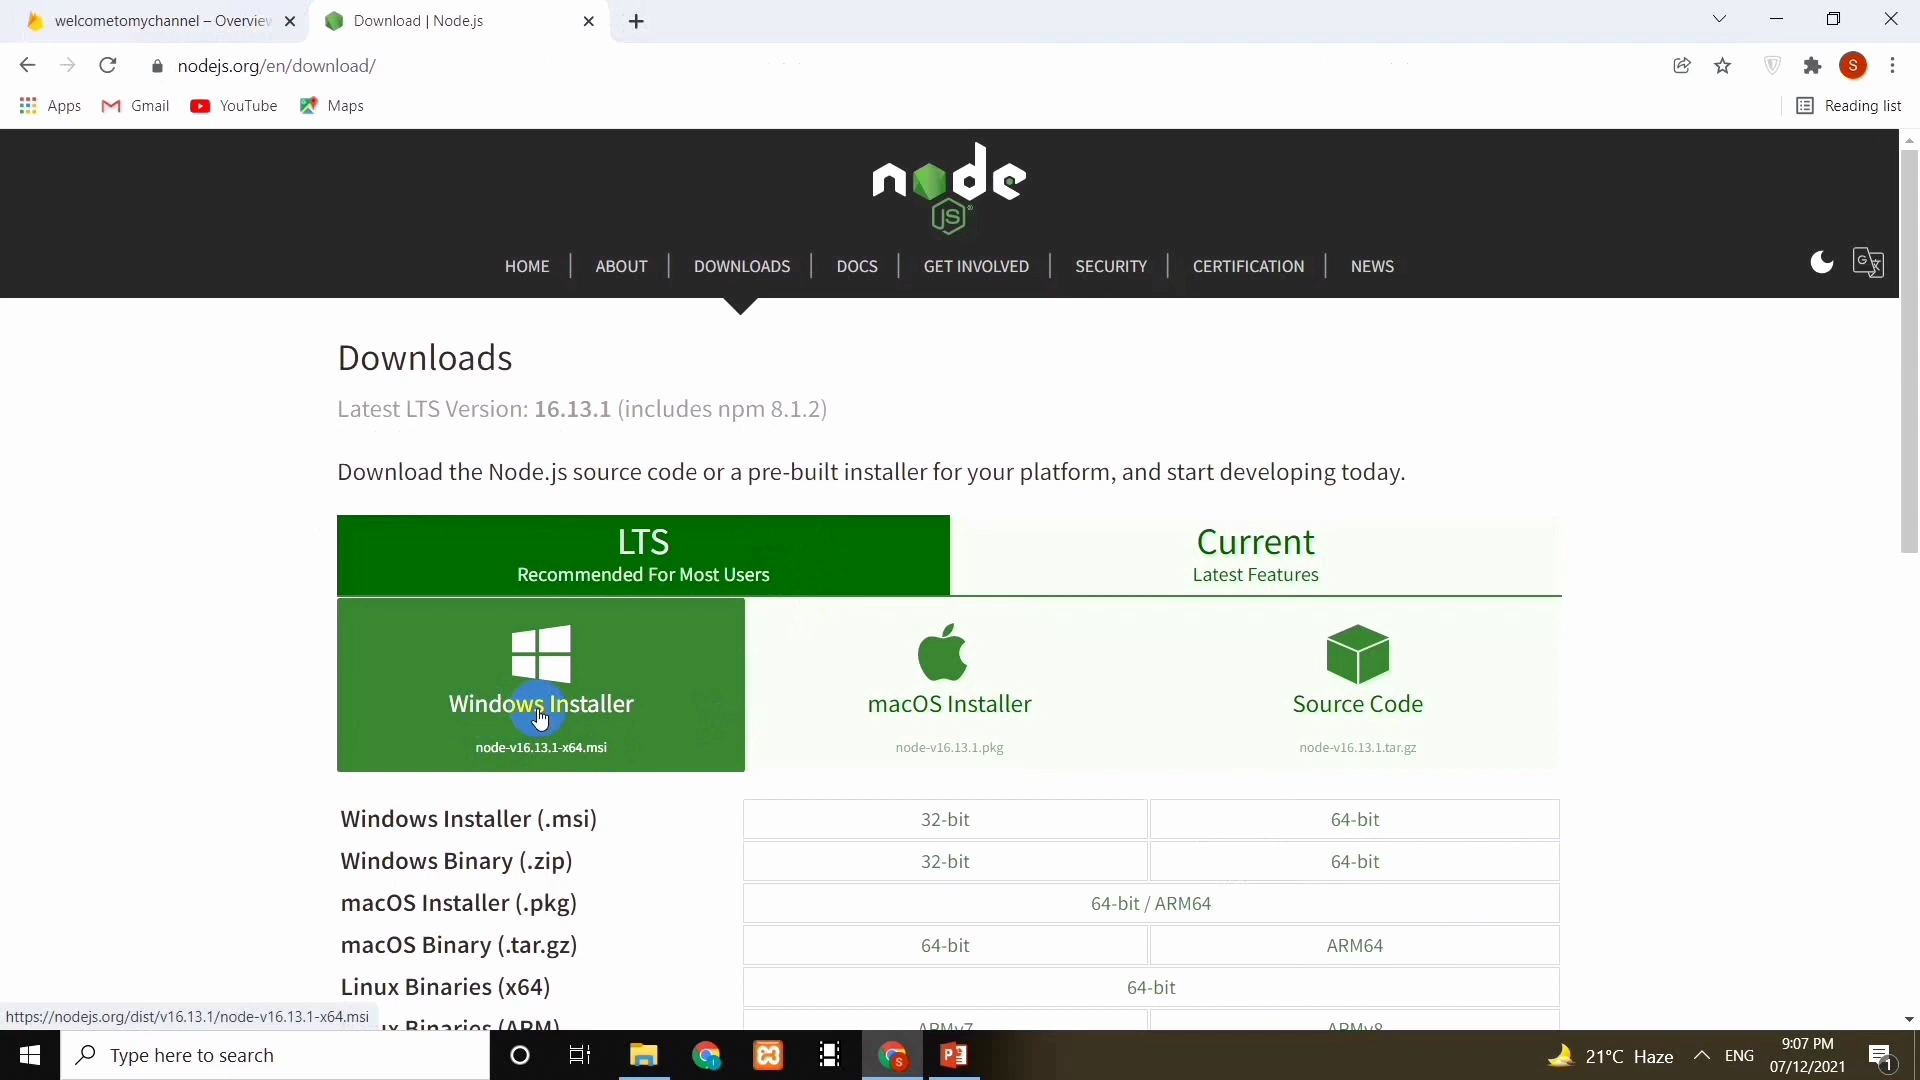 welcometomychannel – Overview
Download | Node.js
nodejs.org/en/download/
Apps
Gmail
YouTube
Maps
Reading list
node
JS
HOME
ABOUT
DOWNLOADS
DOCS
GET INVOLVED
SECURITY
CERTIFICATION
NEWS
Downloads
Latest LTS Version: 16.13.1 (includes npm 8.1.2)
Download the Node.js source code or a pre-built installer for your platform, and start developing today.
LTS
Recommended For Most Users
Current
Latest Features
Windows Installer
node-v16.13.1-x64.msi
macOS Installer
node-v16.13.1.pkg
Source Code
node-v16.13.1.tar.gz
Windows Installer (.msi)
32-bit
64-bit
Windows Binary (.zip)
32-bit
64-bit
macOS Installer (.pkg)
64-bit / ARM64
macOS Binary (.tar.gz)
64-bit
ARM64
Linux Binaries (x64)
64-bit
Binaries (ARM)
ARMv7
ARMv8
https://nodejs.org/dist/v16.13.1/node-v16.13.1-x64.msi
Type here to search
21°C Haze
ENG
9:07 PM
07/12/2021
1